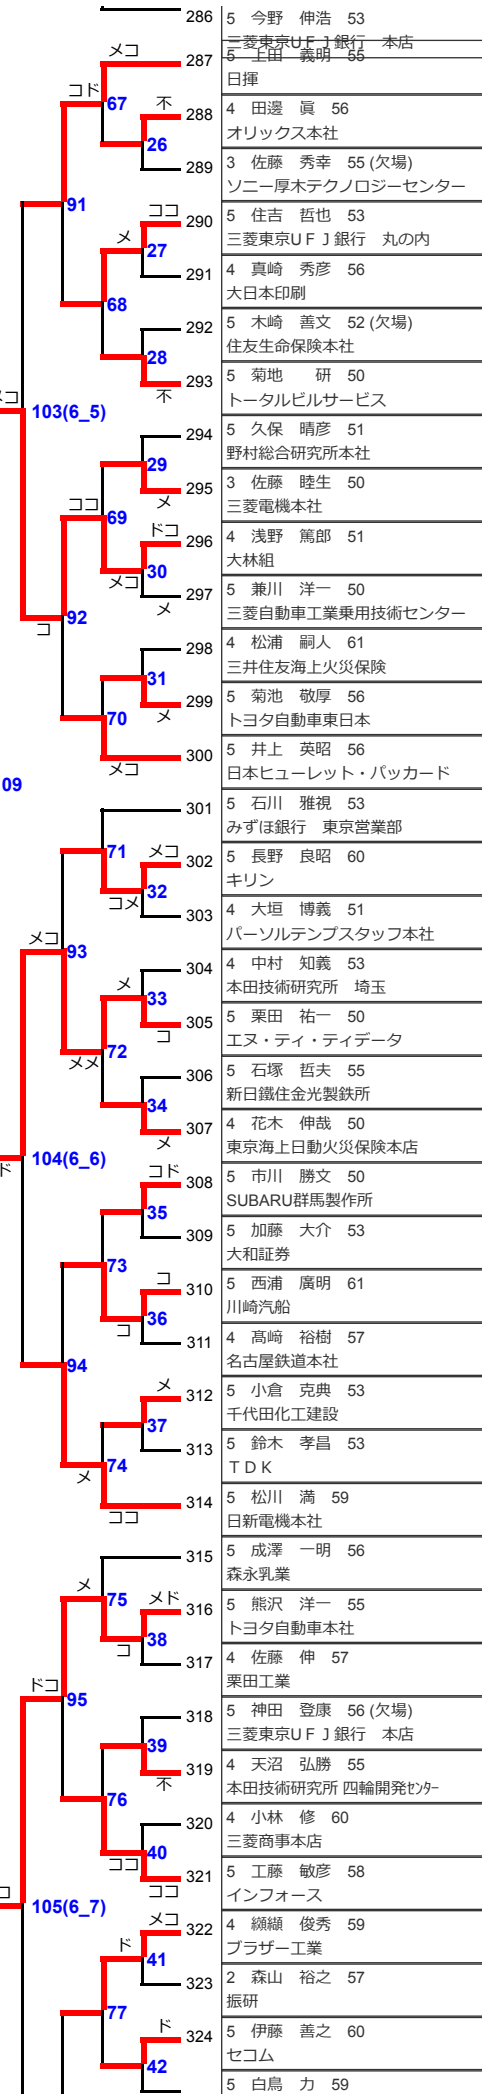 286 5 今野 伸浩 53
三菱東京UFJ銀行 本店
メコ 287 5 上田 義明 55
日揮
コド 67 不 288 4 田邊 眞 56
オリックス本社
26
289 3 佐藤 秀幸 55 (欠場)
ソニー厚木テクノロジーセンター
91
ココ 290 5 住吉 哲也 53
三菱東京UFJ銀行 丸の内
メ 27
291 4 真崎 秀彦 56
大日本印刷
68
292 5 木崎 善文 52 (欠場)
住友生命保険本社
28
不 293 5 菊地 研 50
トータルビルサービス
コ 103(6_5)
294 5 久保 晴彦 51
野村総合研究所本社
29
メ 295 3 佐藤 睦生 50
三菱電機本社
ココ 69
ドコ 296 4 浅野 篤郎 51
大林組
メコ 30
メ 297 5 兼川 洋一 50
三菱自動車工業乗用技術センター
コ 92
298 4 松浦 嗣人 61
三井住友海上火災保険
31
メ 299 5 菊池 敬厚 56
トヨタ自動車東日本
70
メコ 300 5 井上 英昭 56
日本ヒューレット・パッカード
09
301 5 石川 雅視 53
みずほ銀行 東京営業部
71
メコ 302 5 長野 良昭 60
キリン
コメ 32
303 4 大垣 博義 51
パーソルテンプスタッフ本社
メコ 93
304 4 中村 知義 53
本田技術研究所 埼玉
メ 33
コ 305 5 栗田 祐一 50
エヌ・ティ・ティデータ
メメ 72
306 5 石塚 哲夫 55
新日鐵住金光製鉄所
34
メ 307 4 花木 伸哉 50
東京海上日動火災保険本店
ド 104(6_6)
コド 308 5 市川 勝文 50
SUBARU群馬製作所
35
309 5 加藤 大介 53
大和証券
73
コ 310 5 西浦 廣明 61
川崎汽船
コ 36
311 4 髙﨑 裕樹 57
名古屋鉄道本社
94
メ 312 5 小倉 克典 53
千代田化工建設
37
313 5 鈴木 孝昌 53
TDK
メ 74
ココ 314 5 松川 満 59
日新電機本社
315 5 成澤 一明 56
森永乳業
メ 75
メド 316 5 熊沢 洋一 55
トヨタ自動車本社
コ 38
317 4 佐藤 伸 57
栗田工業
ドコ 95
318 5 神田 登康 56 (欠場)
三菱東京UFJ銀行 本店
39
不 319 4 天沼 弘勝 55
本田技術研究所 四輪開発センター
76
320 4 小林 修 60
三菱商事本店
ココ 40
ココ 321 5 工藤 敏彦 58
インフォース
コ 105(6_7)
メコ 322 4 纐纈 俊秀 59
ブラザー工業
ド 41
323 2 森山 裕之 57
振研
77
ド 324 5 伊藤 善之 60
セコム
42
5 白鳥 力 59